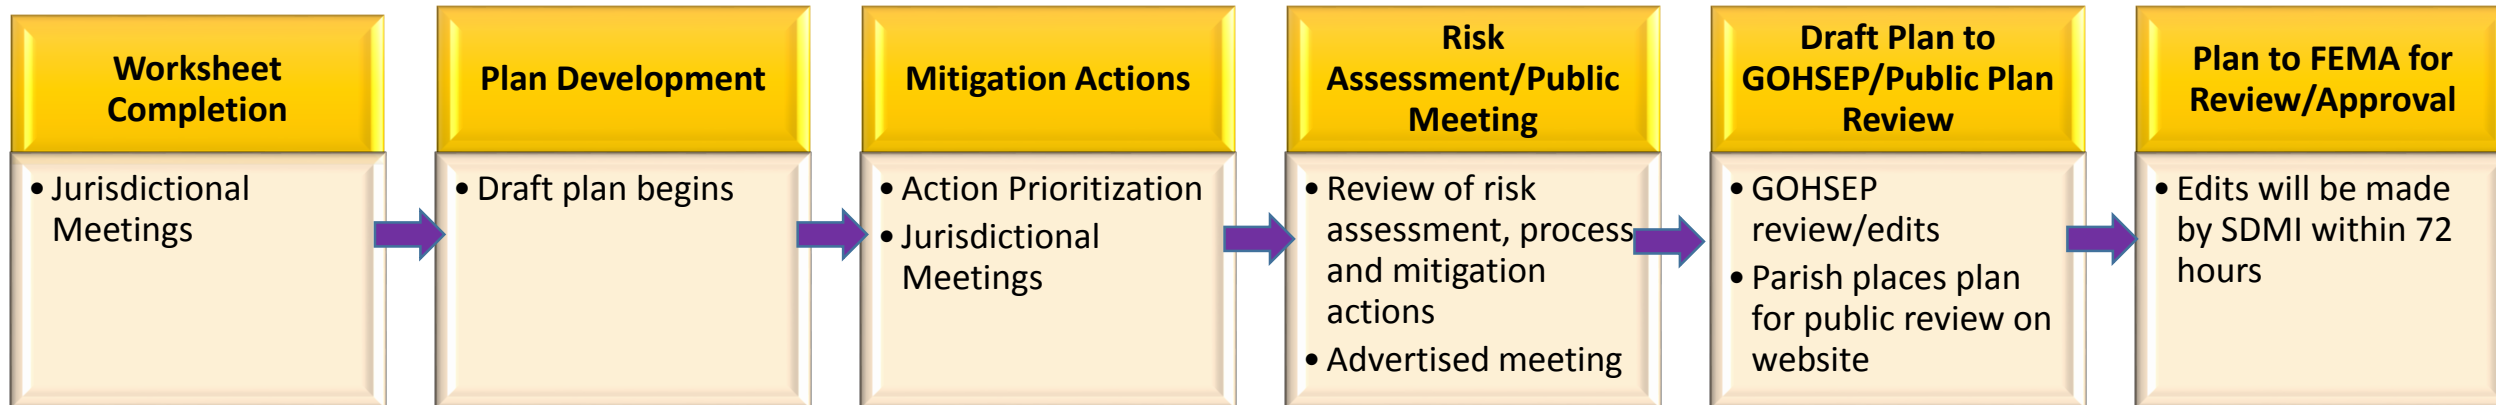 Worksheet
Completion
• Jurisdictional
Meetings
Plan Development
• Draft plan begins
Mitigation Actions
• Action Prioritization
• Jurisdictional
Meetings
Risk
Assessment/Public
Meeting
• Review of risk
assessment, process
and mitigation
actions
• Advertised meeting
Draft Plan to
GOHSEP/Public Plan
Review
• GOHSEP
review/edits
• Parish places plan
for public review on
website
Plan to FEMA for
Review/Approval
• Edits will be made
by SDMI within 72
hours